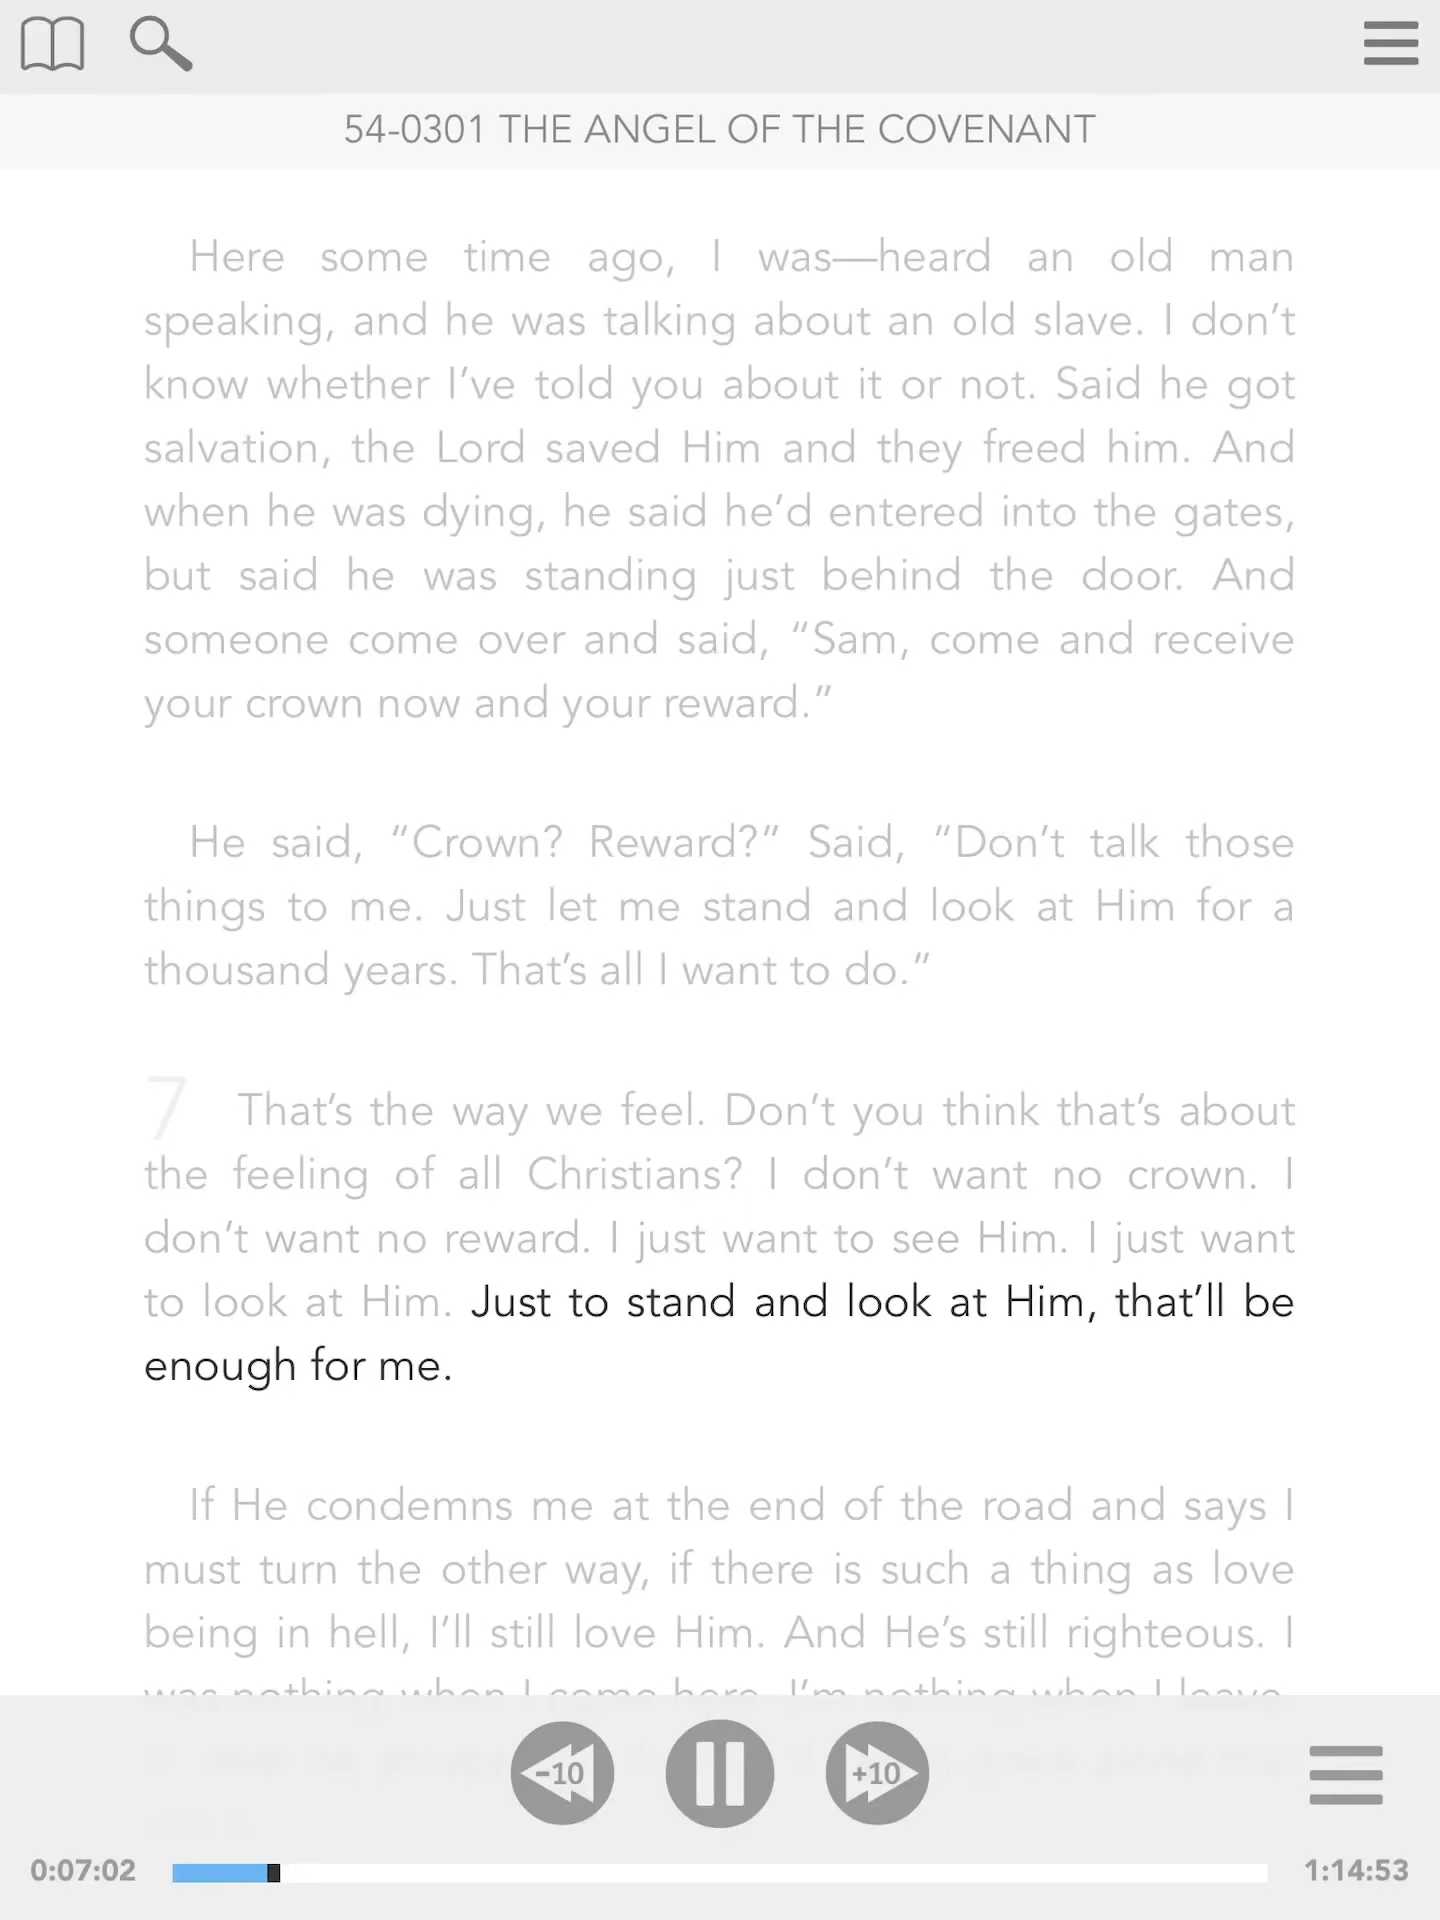 54-0301 THE ANGEL OF THE COVENANT
Here some time ago, I was—heard an old man
speaking, and he was talking about an old slave. I don’t
know whether I’ve told you about it or not. Said he got
salvation, the Lord saved Him and they freed him. And
when he was dying, he said he’d entered into the gates,
but said he was standing just behind the door. And
someone come over and said, “Sam, come and receive
your crown now and your reward.”
He said, “Crown? Reward?” Said, “Don’t talk those
things to me. Just let me stand and look at Him for a
thousand years. That’s all I want to do.”
7 That’s the way we feel. Don’t you think that’s about
the feeling of all Christians? I don’t want no crown. I
don’t want no reward. I just want to see Him. I just want
to look at Him. Just to stand and look at Him, that’ll be
enough for me.
If He condemns me at the end of the road and says I
must turn the other way, if there is such a thing as love
being in hell, I’ll still love Him. And He’s still righteous. I
was nothing when I come here. I’m nothing when I leave.
-10 +10
0:07:02 1:14:53